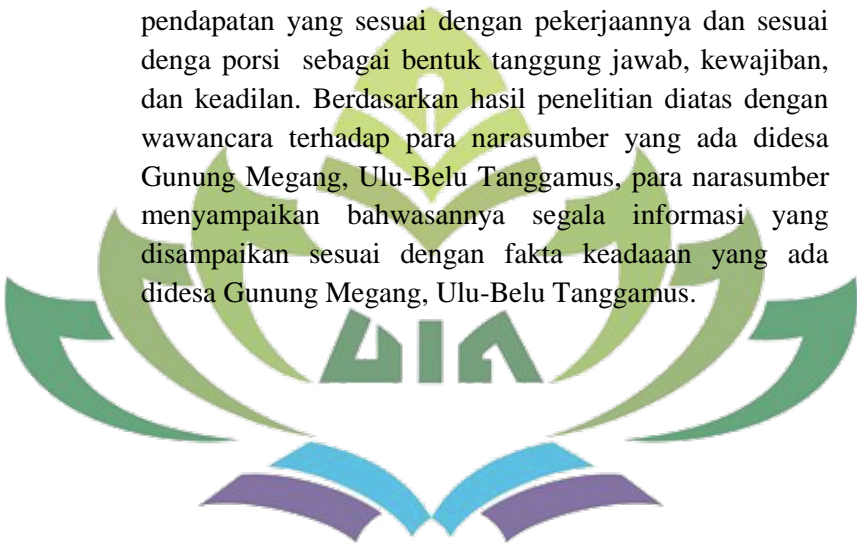 pendapatan yang sesuai dengan pekerjaannya dan sesuai
denga porsi sebagai bentuk tanggung jawab, kewajiban,
dan keadilan. Berdasarkan hasil penelitian diatas dengan
wawancara terhadap para narasumber yang ada didesa
Gunung Megang, Ulu-Belu Tanggamus, para narasumber
menyampaikan bahwasannya segala informasi yang
disampaikan sesuai dengan fakta keadaaan yang ada
didesa Gunung Megang, Ulu-Belu Tanggamus.
UIN